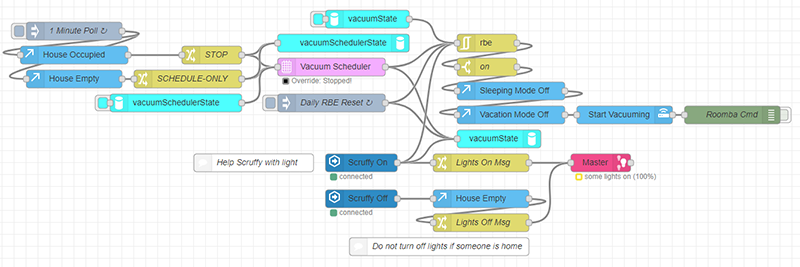 vacuumState
1 Minute Poll ↻
vacuumSchedulerState
rbe
House Occupied
STOP
Vacuum Scheduler
on
House Empty
SCHEDULE-ONLY
Override: Stopped!
Sleeping Mode Off
vacuumSchedulerState
Daily RBE Reset ↻
Vacation Mode Off
Start Vacuuming
Roomba Cmd
vacuumState
Help Scruffy with light
Scruffy On
Lights On Msg
Master
connected
some lights on (100%)
Scruffy Off
House Empty
connected
Lights Off Msg
Do not turn off lights if someone is home